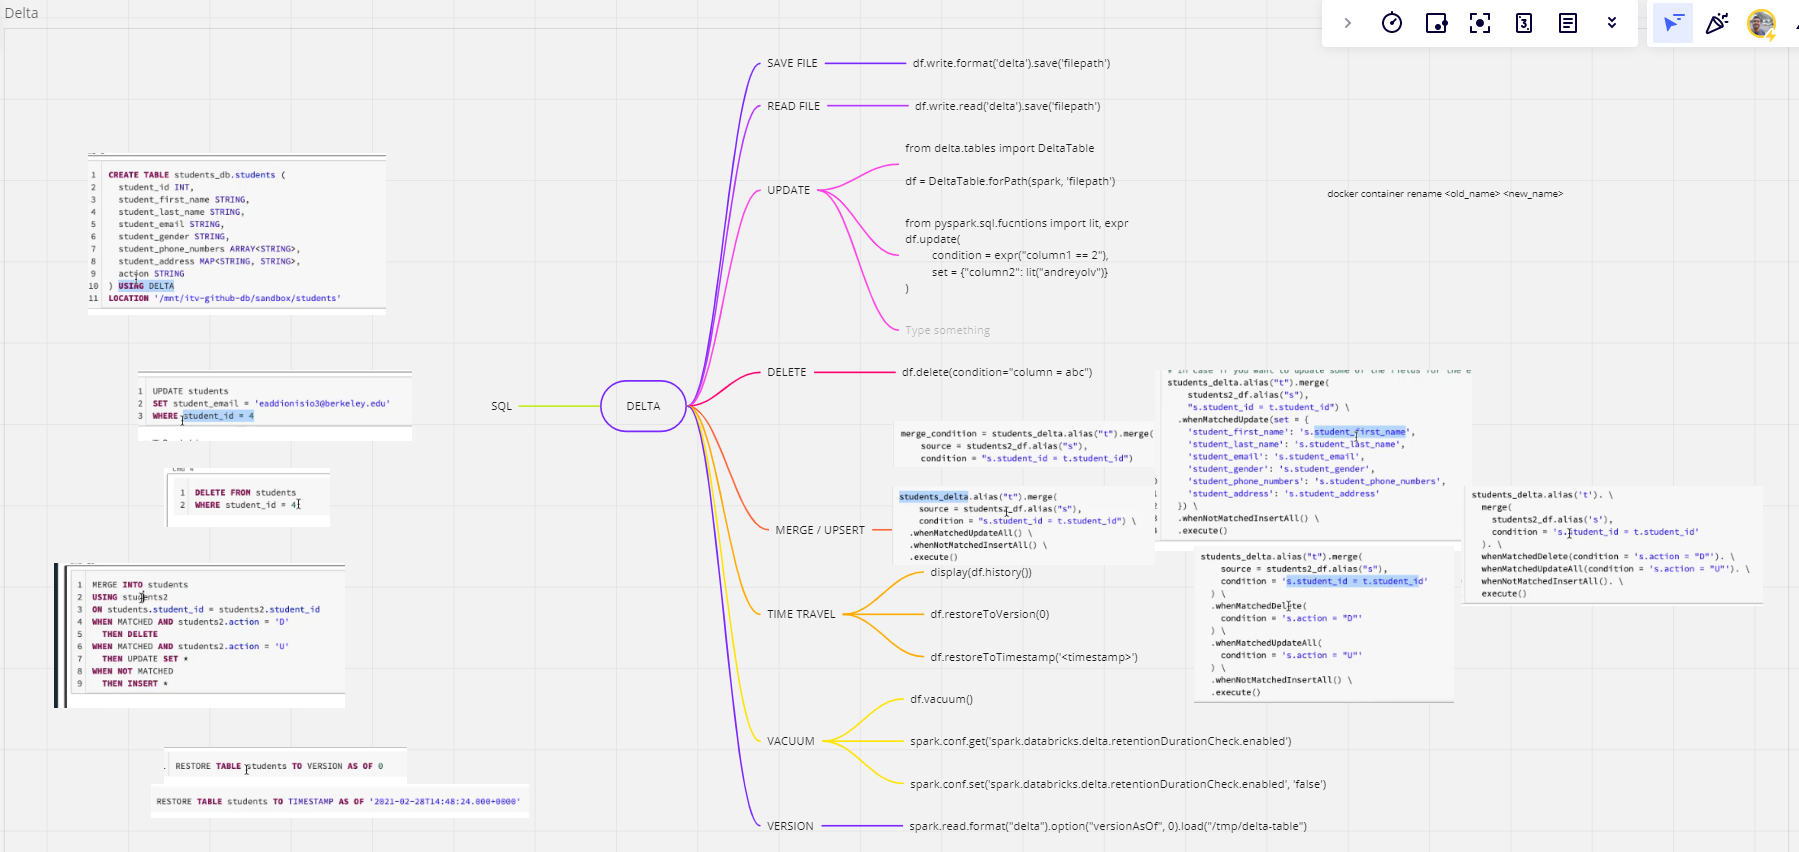 Delta
3
1 CREATE TABLE students_db.students (
2 student_id INT,
3 student_first_name STRING,
4 student_last_name STRING,
5 student_email STRING,
6 student_gender STRING,
7 student_phone_numbers ARRAY<STRING>,
8 student_address MAP<STRING, STRING>,
9 action STRING
10 ) USING DELTA
11 LOCATION '/mnt/itv-github-db/sandbox/students'
1 UPDATE students
2 SET student_email = 'eaddionisio3@berkeley.edu'
3 WHERE student_id = 4
Cmd 4
1 DELETE FROM students
2 WHERE student_id = 4
1 MERGE INTO students
2 USING students2
3 ON students.student_id = students2.student_id
4 WHEN MATCHED AND students2.action = 'D'
5 THEN DELETE
6 WHEN MATCHED AND students2.action = 'U'
7 THEN UPDATE SET *
8 WHEN NOT MATCHED
9 THEN INSERT *
RESTORE TABLE students TO VERSION AS OF 0
RESTORE TABLE students TO TIMESTAMP AS OF '2021-02-28T14:48:24.000+0000'
SQL
DELTA
SAVE FILE
df.write.format('delta').save('filepath')
READ FILE
df.write.read('delta').save('filepath')
UPDATE
from delta.tables import DeltaTable
df = DeltaTable.forPath(spark, 'filepath')
from pyspark.sql.fucntions import lit, expr
df.update(
condition = expr("column1 == 2"),
set = {"column2": lit("andreyolv")}
)
Type something
docker container rename <old_name> <new_name>
DELETE
df.delete(condition="column = abc")
MERGE / UPSERT
merge_condition = students_delta.alias("t").merge(
source = students2_df.alias("s"),
condition = "s.student_id = t.student_id")
students_delta.alias("t").merge(
source = students2_df.alias("s"),
condition = "s.student_id = t.student_id") \
.whenMatchedUpdateAll() \
.whenNotMatchedInsertAll() \
.execute()
# in case if you want to update some of the fields for the e
students_delta.alias("t").merge(
students2_df.alias("s"),
"s.student_id = t.student_id") \
.whenMatchedUpdate(set = {
'student_first_name': 's.student_first_name',
'student_last_name': 's.student_last_name',
'student_email': 's.student_email',
'student_gender': 's.student_gender',
'student_phone_numbers': 's.student_phone_numbers',
'student_address': 's.student_address'
}) \
.whenNotMatchedInsertAll() \
.execute()
students_delta.alias("t").merge(
source = students2_df.alias("s"),
condition = 's.student_id = t.student_id'
) \
.whenMatchedDelete(
condition = 's.action = "D"'
) \
.whenMatchedUpdateAll(
condition = 's.action = "U"'
) \
.whenNotMatchedInsertAll() \
.execute()
students_delta.alias('t'). \
merge(
students2_df.alias('s'),
condition = 's.student_id = t.student_id'
). \
whenMatchedDelete(condition = 's.action = "D"'). \
whenMatchedUpdateAll(condition = 's.action = "U"'). \
whenNotMatchedInsertAll(). \
execute()
TIME TRAVEL
display(df.history())
df.restoreToVersion(0)
df.restoreToTimestamp('<timestamp>')
VACUUM
df.vacuum()
spark.conf.get('spark.databricks.delta.retentionDurationCheck.enabled')
spark.conf.set('spark.databricks.delta.retentionDurationCheck.enabled', 'false')
VERSION
spark.read.format("delta").option("versionAsOf", 0).load("/tmp/delta-table")